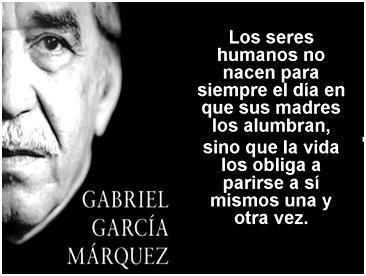 Los seres
humanos no
nacen para
siempre el día en
que sus madres
los alumbran,
sino que la vida
los obliga a
parirse a sí
mismos una y
otra vez.
GABRIEL
GARCÍA
MÁRQUEZ